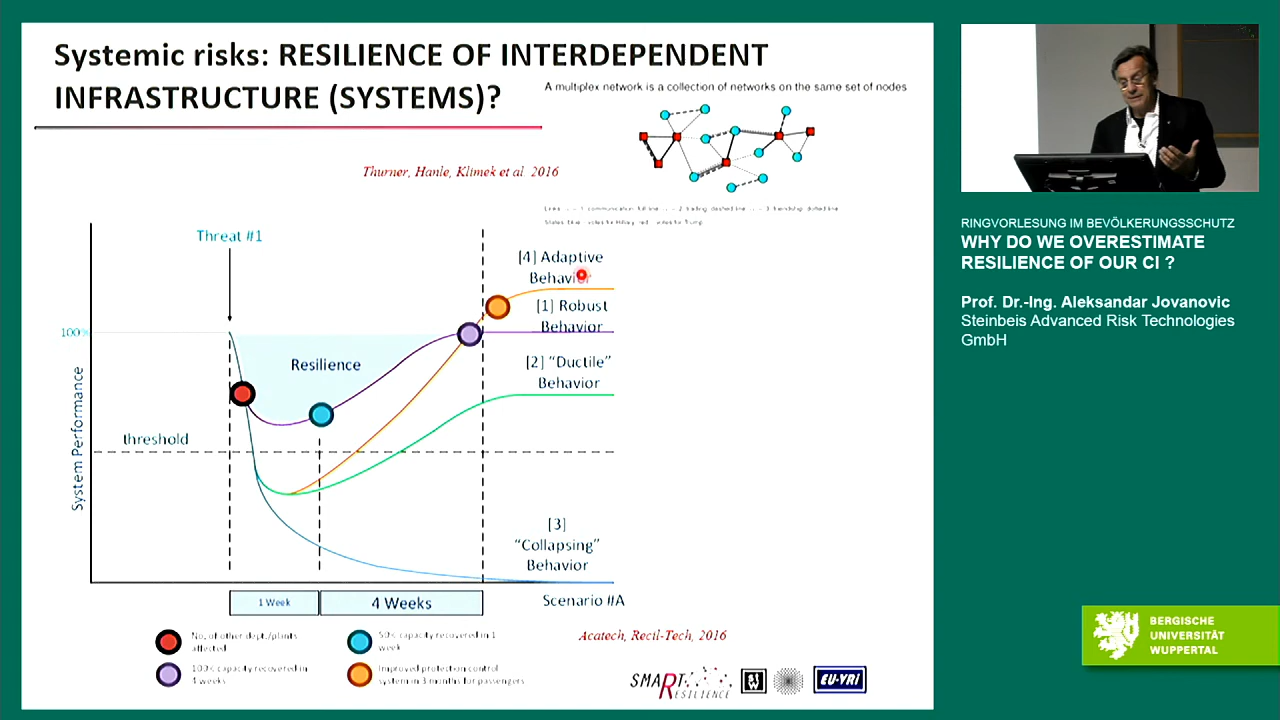 Systemic risks: RESILIENCE OF INTERDEPENDENT
INFRASTRUCTURE (SYSTEMS)?
A multiplex network is a collection of networks on the same set of nodes
Thurner, Hanle, Klimek et al 2016
Threat #1
[4] Adaptive
Behavior
[1] Robust
Behavior
100%
Resilience
[2] “Ductile”
Behavior
threshold
System Performance
[3]
“Collapsing”
Behavior
1 Week
4 Weeks
Scenario #A
No. of other dept./plants
affected
50% capacity recovered in 1
week
100% capacity recovered in
4 weeks
Improved protection control
system in 3 months for passengers
Acatech, Recil-Tech, 2016
SMART
RESILIENCE
EU-VRi
RINGVORLESUNG IM BEVÖLKERUNGSSCHUTZ
WHY DO WE OVERESTIMATE
RESILIENCE OF OUR CI ?
Prof. Dr.-Ing. Aleksandar Jovanovic
Steinbeis Advanced Risk Technologies
GmbH
BERGISCHE
UNIVERSITÄT
WUPPERTAL